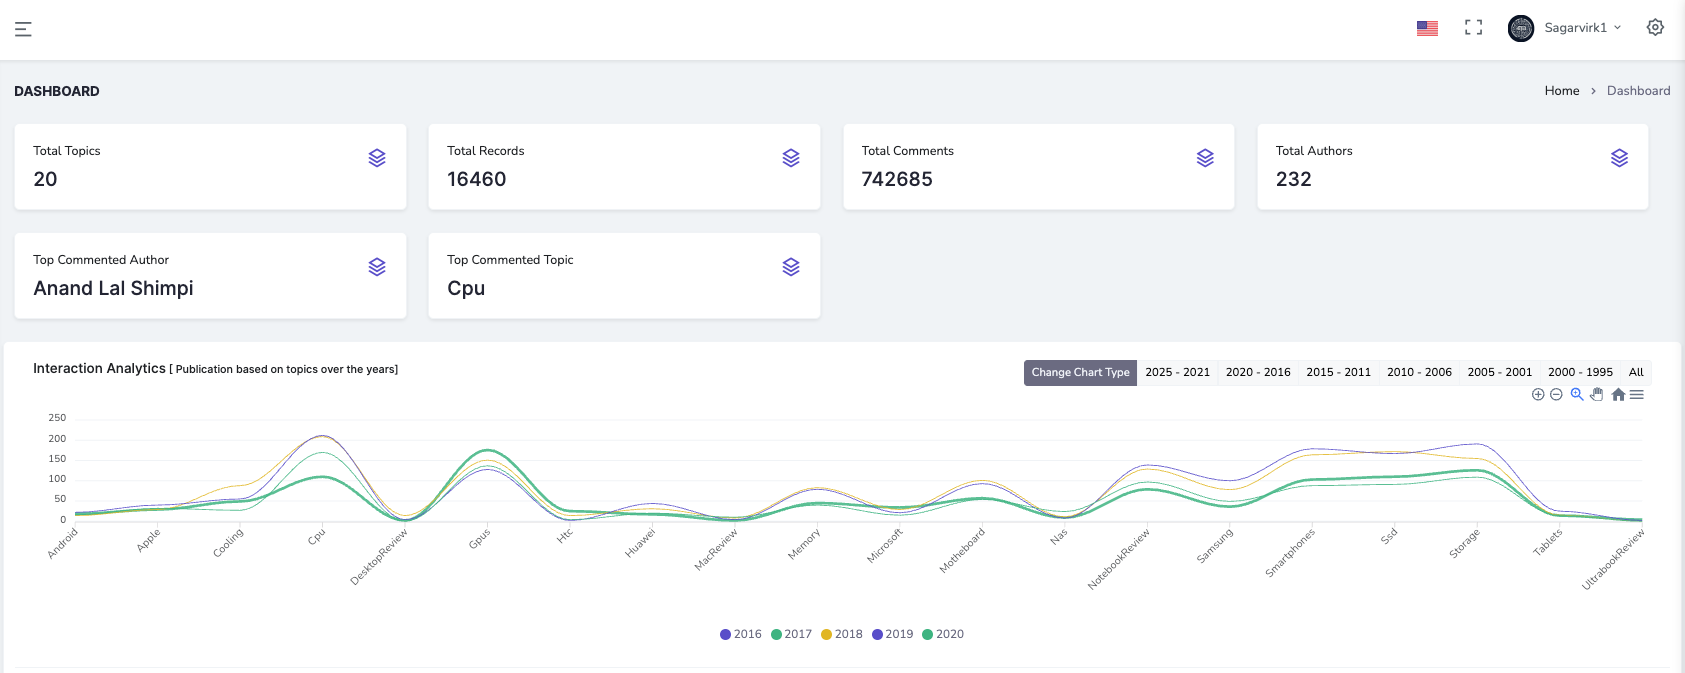 Sagarvirk1
DASHBOARD
Home › Dashboard
Total Topics
20
Total Records
16460
Total Comments
742685
Total Authors
232
Top Commented Author
Anand Lal Shimpi
Top Commented Topic
Cpu
Interaction Analytics [ Publication based on topics over the years]
Change Chart Type 2025 - 2021 2020 - 2016 2015 - 2011 2010 - 2006 2005 - 2001 2000 - 1995 All
250
200
150
100
50
0
Android
Apple
Cooling
Cpu
DesktopReview
Gpus
Htc
Huawei
MacReview
Memory
Microsoft
Motheboard
Nas
NotebookReview
Samsung
Smartphones
Ssd
Storage
Tablets
UltrabookReview
2016 2017 2018 2019 2020